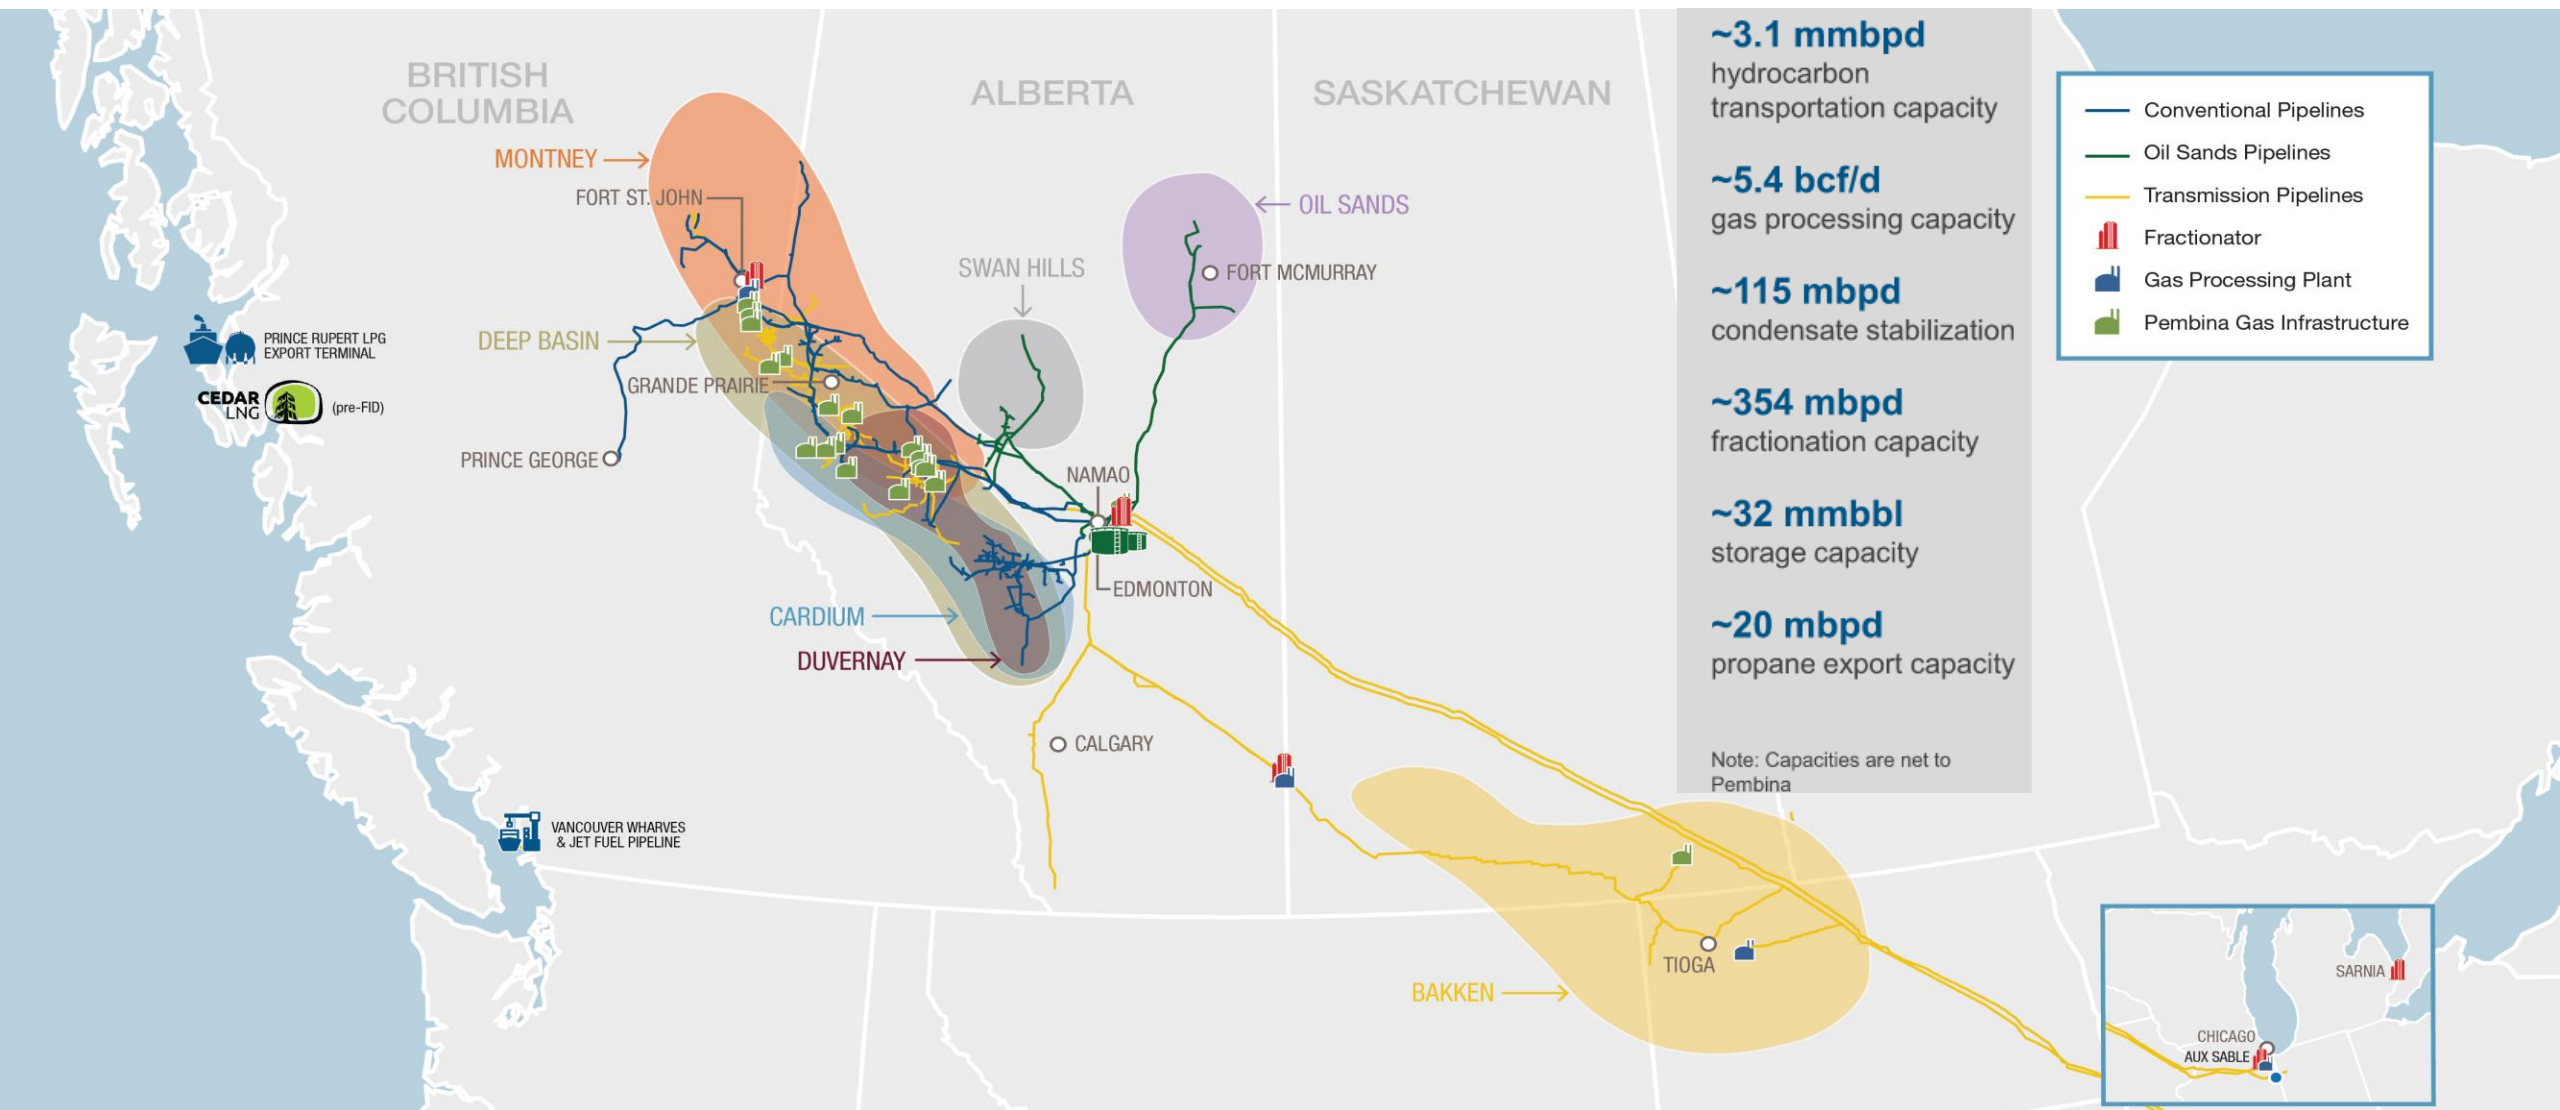 BRITISH
COLUMBIA
ALBERTA
SASKATCHEWAN
MONTNEY
FORT ST. JOHN
OIL SANDS
SWAN HILLS
FORT MCMURRAY
DEEP BASIN
PRINCE RUPERT LPG
EXPORT TERMINAL
GRANDE PRAIRIE
CEDAR
LNG
(pre-FID)
PRINCE GEORGE
NAMAO
EDMONTON
CARDIUM
DUVERNAY
CALGARY
VANCOUVER WHARVES
& JET FUEL PIPELINE
TIOGA
BAKKEN
~3.1 mmbpd
hydrocarbon
transportation capacity
~5.4 bcf/d
gas processing capacity
~115 mbpd
condensate stabilization
~354 mbpd
fractionation capacity
~32 mmbbl
storage capacity
~20 mbpd
propane export capacity
Note: Capacities are net to
Pembina
Conventional Pipelines
Oil Sands Pipelines
Transmission Pipelines
Fractionator
Gas Processing Plant
Pembina Gas Infrastructure
SARNIA
CHICAGO
AUX SABLE